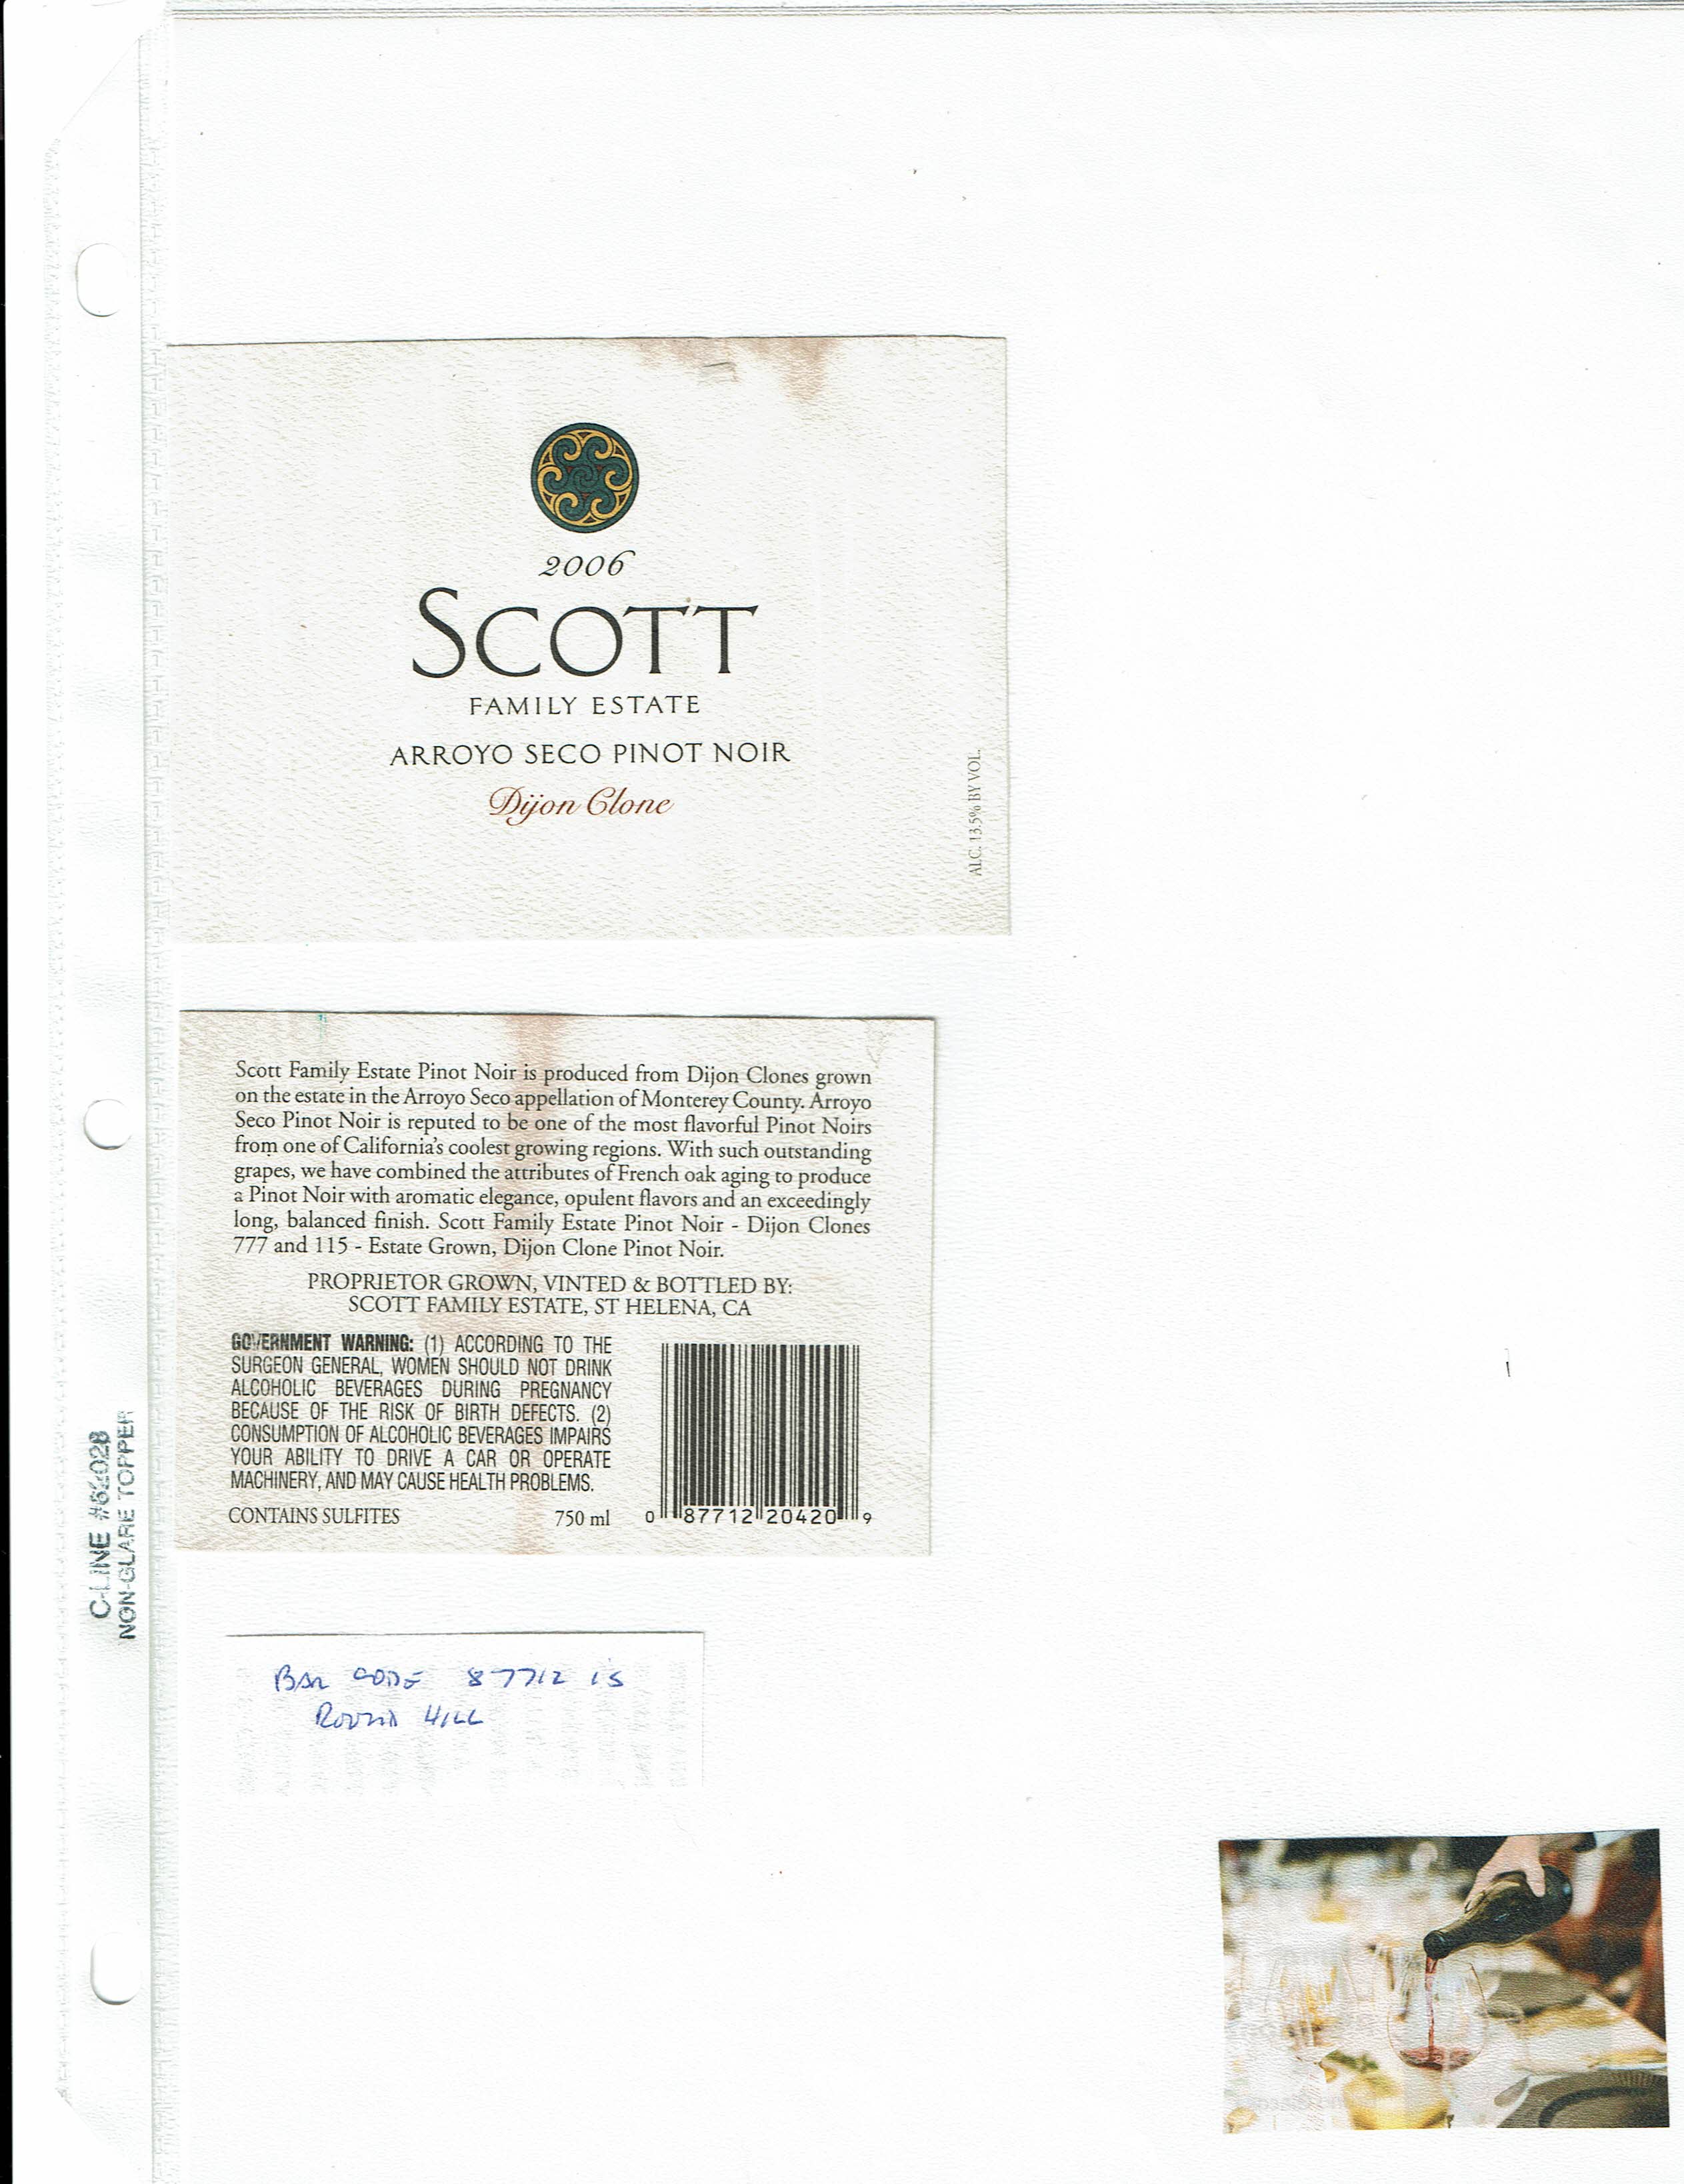 2006
SCOTT
FAMILY ESTATE
ARROYO SECO PINOT NOIR
Dijon Clone
ALC. 13.5% BY VOL.
Scott Family Estate Pinot Noir is produced from Dijon Clones grown
on the estate in the Arroyo Seco appellation of Monterey County. Arroyo
Seco Pinot Noir is reputed to be one of the most flavorful Pinot Noirs
from one of California's coolest growing regions. With such outstanding
grapes, we have combined the attributes of French oak aging to produce
a Pinot Noir with aromatic elegance, opulent flavors and an exceedingly
long, balanced finish. Scott Family Estate Pinot Noir - Dijon Clones
777 and 115 - Estate Grown, Dijon Clone Pinot Noir.
PROPRIETOR GROWN, VINTED & BOTTLED BY:
SCOTT FAMILY ESTATE, ST HELENA, CA
GOVERNMENT WARNING: (1) ACCORDING TO THE
SURGEON GENERAL, WOMEN SHOULD NOT DRINK
ALCOHOLIC BEVERAGES DURING PREGNANCY
BECAUSE OF THE RISK OF BIRTH DEFECTS. (2)
CONSUMPTION OF ALCOHOLIC BEVERAGES IMPAIRS
YOUR ABILITY TO DRIVE A CAR OR OPERATE
MACHINERY, AND MAY CAUSE HEALTH PROBLEMS.
CONTAINS SULFITES 750 ml
0 87712 20420 9
BAR CODE 87712 IS
ROUND HILL
C-LINE #62028
NON-GLARE TOPPER